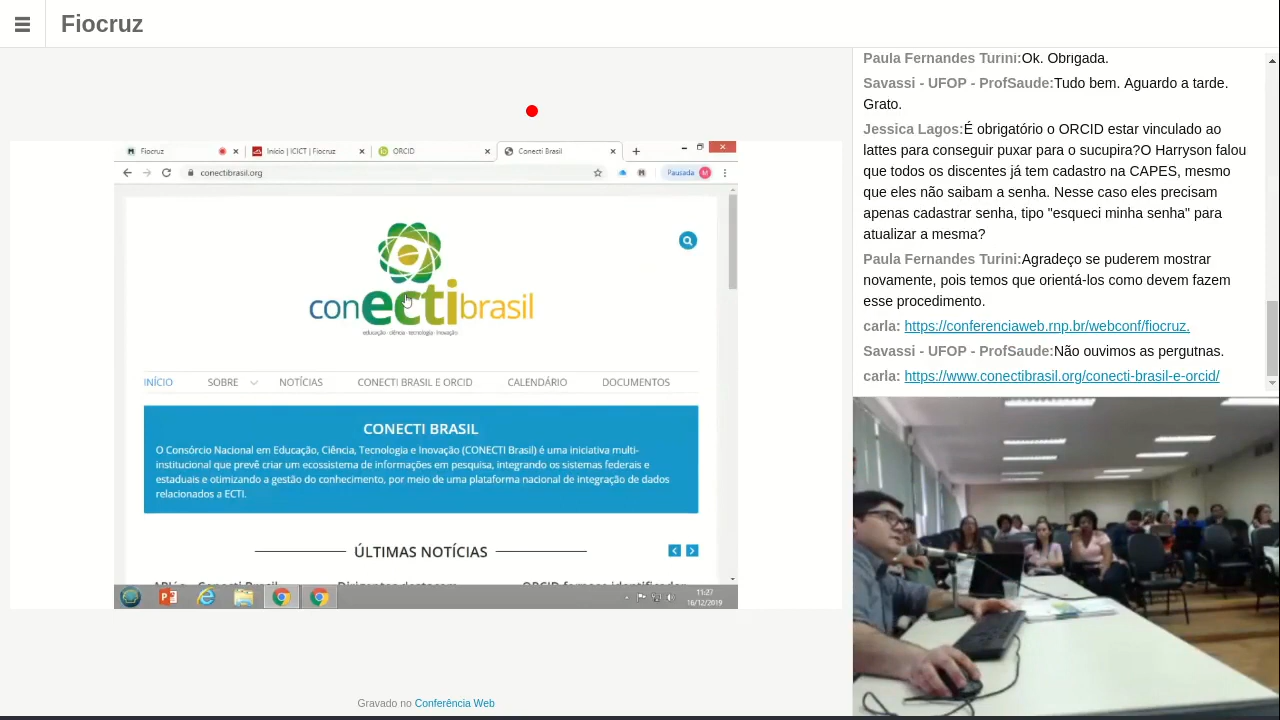 Fiocruz
Fiocruz
Início | ICICT | Fiocruz
ORCID
Conecti Brasil
conectibrasil.org
Pausada
M
conectibrasil
educação - ciência - tecnologia - inovação
INÍCIO
SOBRE
NOTÍCIAS
CONECTI BRASIL E ORCID
CALENDÁRIO
DOCUMENTOS
CONECTI BRASIL
O Consórcio Nacional em Educação, Ciência, Tecnologia e Inovação (CONECTI Brasil) é uma iniciativa multi-
institucional que prevê criar um ecossistema de informações em pesquisa, integrando os sistemas federais e
estaduais e otimizando a gestão do conhecimento, por meio de uma plataforma nacional de integração de dados
relacionados a ECTI.
ÚLTIMAS NOTÍCIAS
11:27
16/12/2019
Gravado no Conferência Web
Paula Fernandes Turini:Ok. Obrigada.
Savassi - UFOP - ProfSaude:Tudo bem. Aguardo a tarde.
Grato.
Jessica Lagos:É obrigatório o ORCID estar vinculado ao
lattes para conseguir puxar para o sucupira?O Harryson falou
que todos os discentes já tem cadastro na CAPES, mesmo
que eles não saibam a senha. Nesse caso eles precisam
apenas cadastrar senha, tipo "esqueci minha senha" para
atualizar a mesma?
Paula Fernandes Turini:Agradeço se puderem mostrar
novamente, pois temos que orientá-los como devem fazem
esse procedimento.
carla: https://conferenciaweb.rnp.br/webconf/fiocruz.
Savassi - UFOP - ProfSaude:Não ouvimos as pergutnas.
carla: https://www.conectibrasil.org/conecti-brasil-e-orcid/